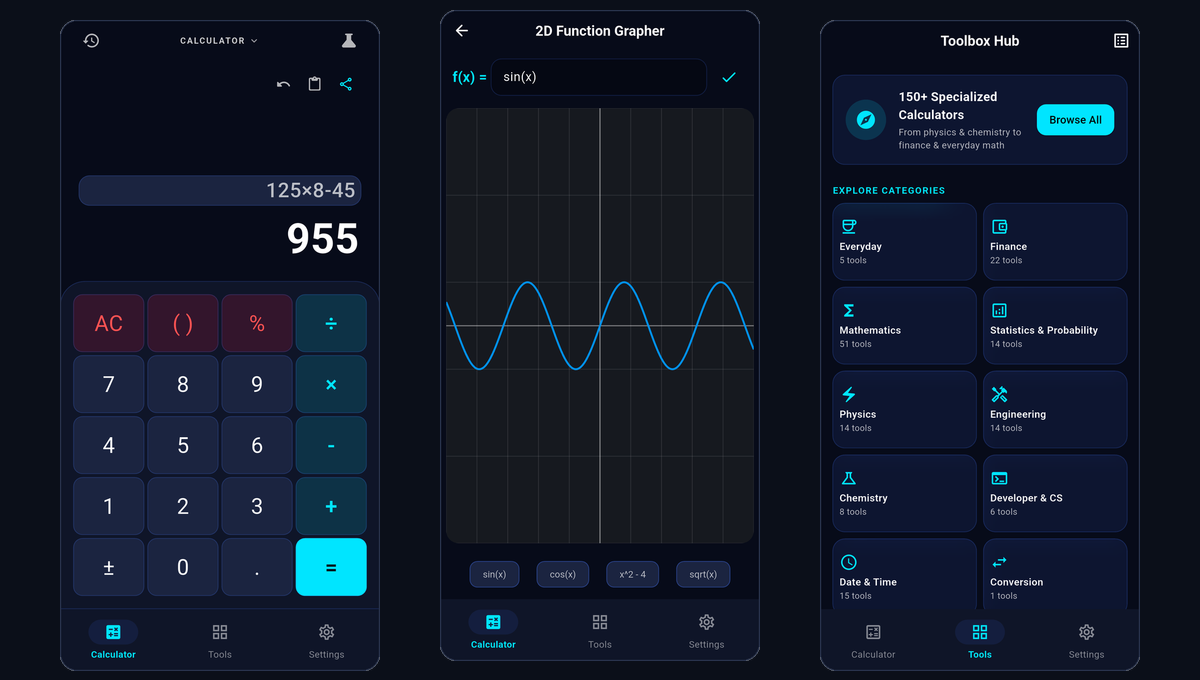 CALCULATOR
125×8-45
955
AC ( ) % ÷
7 8 9 ×
4 5 6 -
1 2 3 +
± 0 . =
Calculator Tools Settings
2D Function Grapher
f(x) = sin(x)
sin(x) cos(x) x^2 - 4 sqrt(x)
Calculator Tools Settings
Toolbox Hub
150+ Specialized
Calculators
From physics & chemistry to
finance & everyday math
Browse All
EXPLORE CATEGORIES
Everyday
5 tools
Finance
22 tools
Mathematics
51 tools
Statistics & Probability
14 tools
Physics
14 tools
Engineering
14 tools
Chemistry
8 tools
Developer & CS
6 tools
Date & Time
15 tools
Conversion
1 tools
Calculator Tools Settings